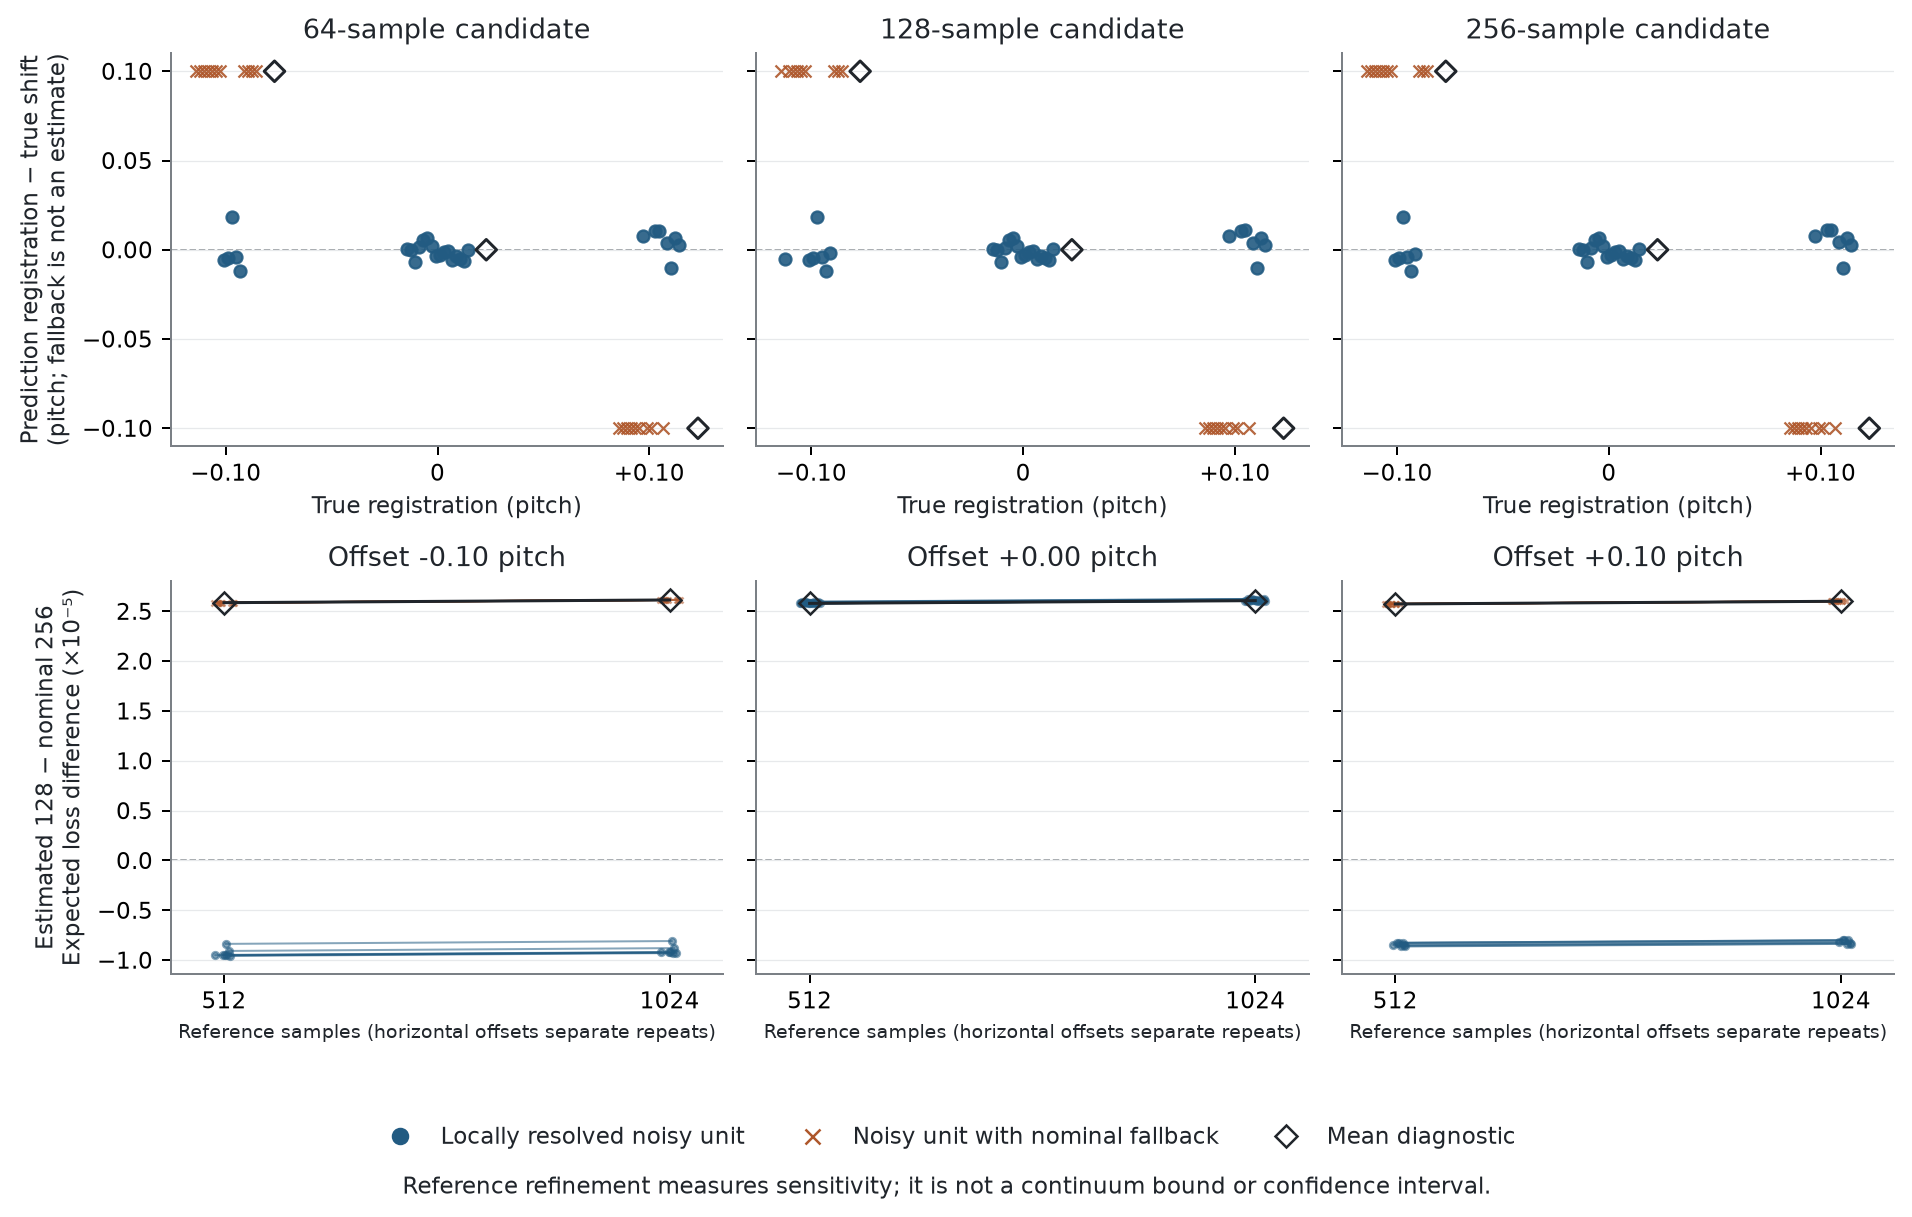 64-sample candidate
128-sample candidate
256-sample candidate
Prediction registration − true shift
(pitch; fallback is not an estimate)
0.10
0.05
0.00
−0.05
−0.10
−0.10
0
+0.10
−0.10
0
+0.10
−0.10
0
+0.10
True registration (pitch)
True registration (pitch)
True registration (pitch)
Offset -0.10 pitch
Offset +0.00 pitch
Offset +0.10 pitch
Estimated 128 − nominal 256
Expected loss difference (×10⁻⁵)
2.5
2.0
1.5
1.0
0.5
0.0
−0.5
−1.0
512
1024
512
1024
512
1024
Reference samples (horizontal offsets separate repeats)
Reference samples (horizontal offsets separate repeats)
Reference samples (horizontal offsets separate repeats)
Locally resolved noisy unit
Noisy unit with nominal fallback
Mean diagnostic
Reference refinement measures sensitivity; it is not a continuum bound or confidence interval.